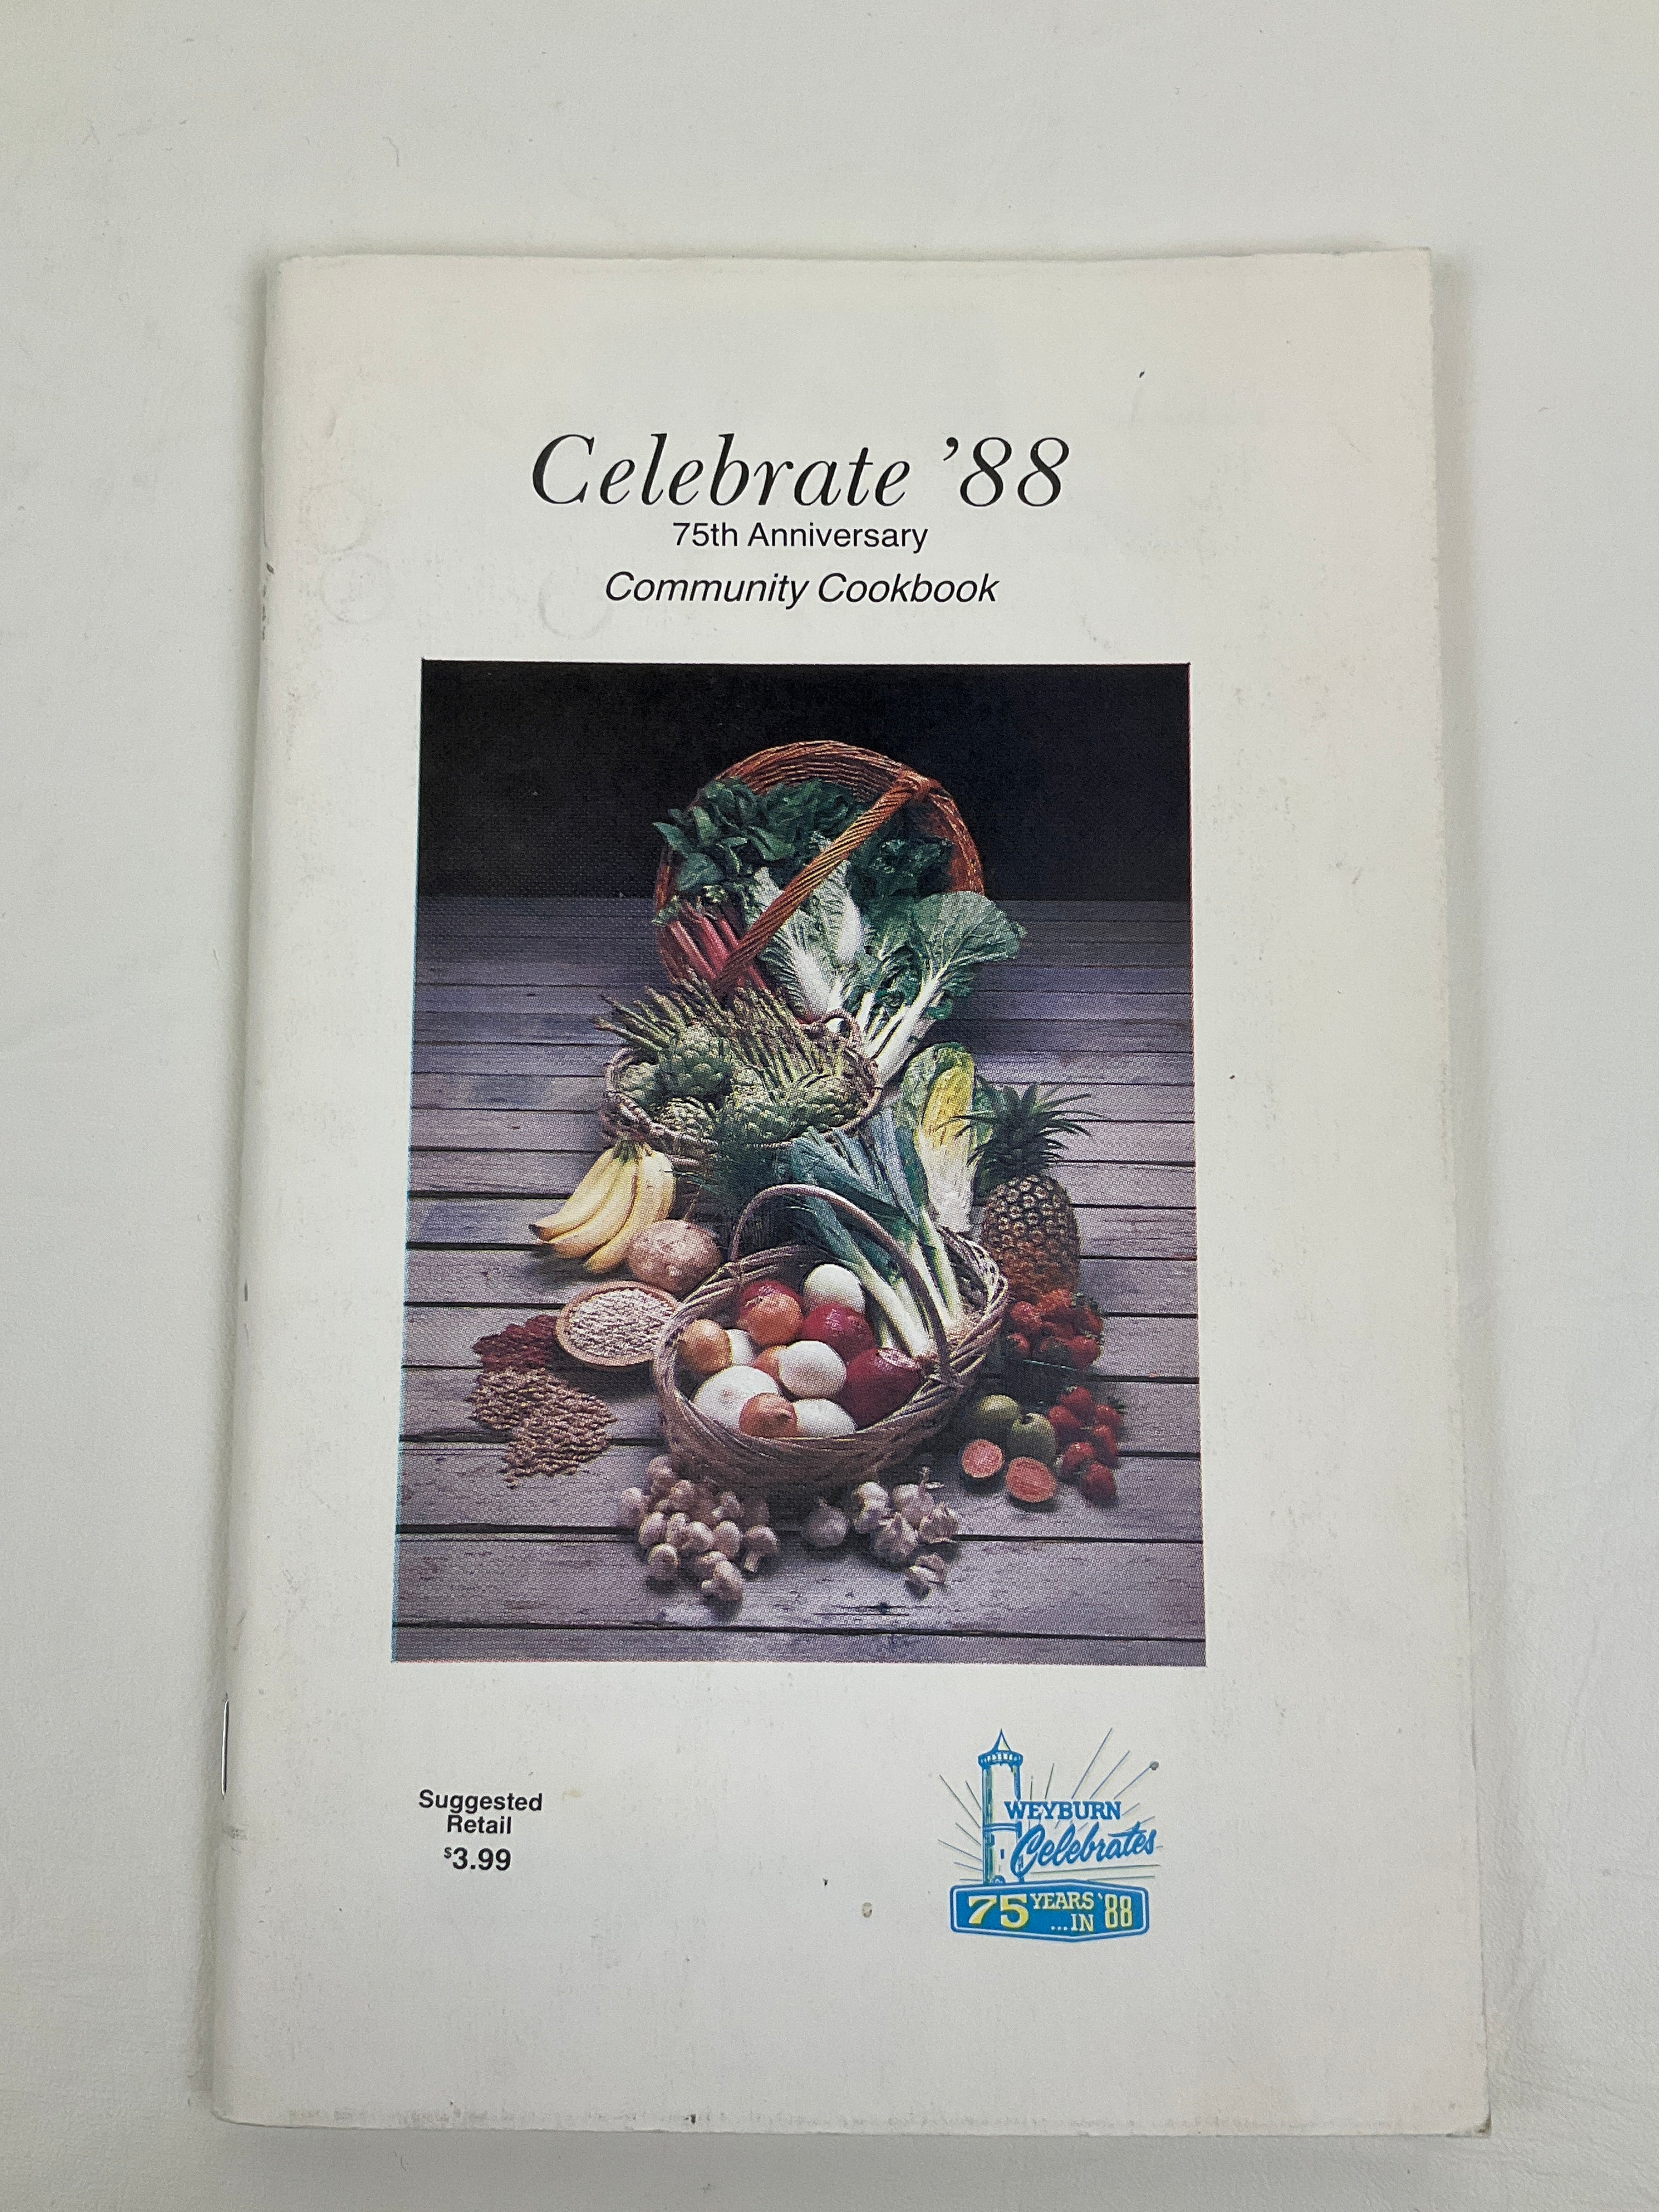 Celebrate ’88
75th Anniversary
Community Cookbook
Suggested
Retail
$3.99
WEYBURN
Celebrates
75 YEARS ‘88
...IN